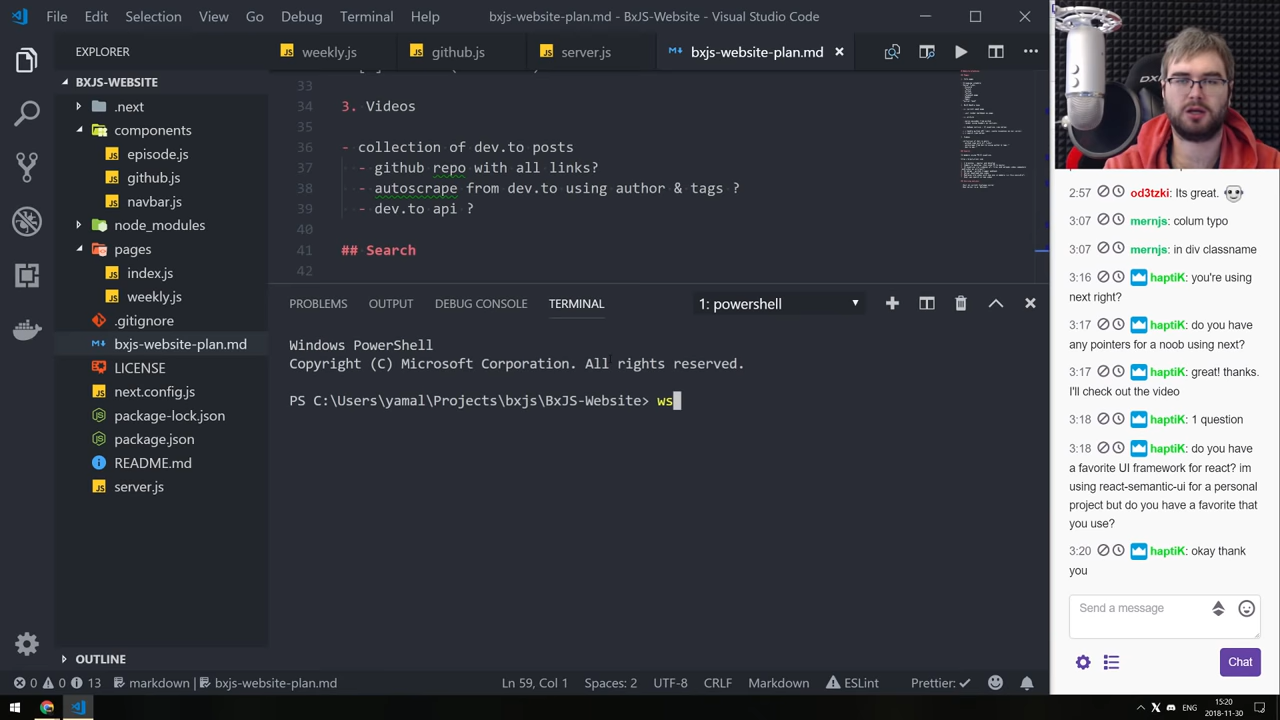 File Edit Selection View Go Debug Terminal Help
bxjs-website-plan.md - BxJS-Website - Visual Studio Code
EXPLORER
BXJS-WEBSITE
.next
components
episode.js
github.js
navbar.js
node_modules
pages
index.js
weekly.js
.gitignore
bxjs-website-plan.md
LICENSE
next.config.js
package-lock.json
package.json
README.md
server.js
OUTLINE
weekly.js github.js server.js bxjs-website-plan.md
33
34 3. Videos
35
36 - collection of dev.to posts
37 - github repo with all links?
38 - autoscrape from dev.to using author & tags ?
39 - dev.to api ?
40
41 ## Search
42
PROBLEMS OUTPUT DEBUG CONSOLE TERMINAL 1: powershell
Windows PowerShell
Copyright (C) Microsoft Corporation. All rights reserved.
PS C:\Users\yamal\Projects\bxjs\BxJS-Website> ws
0 0 13 markdown bxjs-website-plan.md Ln 59, Col 1 Spaces: 2 UTF-8 CRLF Markdown ESLint Prettier:
2:57 od3tzki: Its great.
3:07 mernjs: colum typo
3:07 mernjs: in div classname
3:16 haptiK: you're using
next right?
3:17 haptiK: do you have
any pointers for a noob using next?
3:17 haptiK: great! thanks.
I'll check out the video
3:18 haptiK: 1 question
3:18 haptiK: do you have
a favorite UI framework for react? im
using react-semantic-ui for a personal
project but do you have a favorite that
you use?
3:20 haptiK: okay thank
you
Send a message
Chat
ENG
15:20
2018-11-30